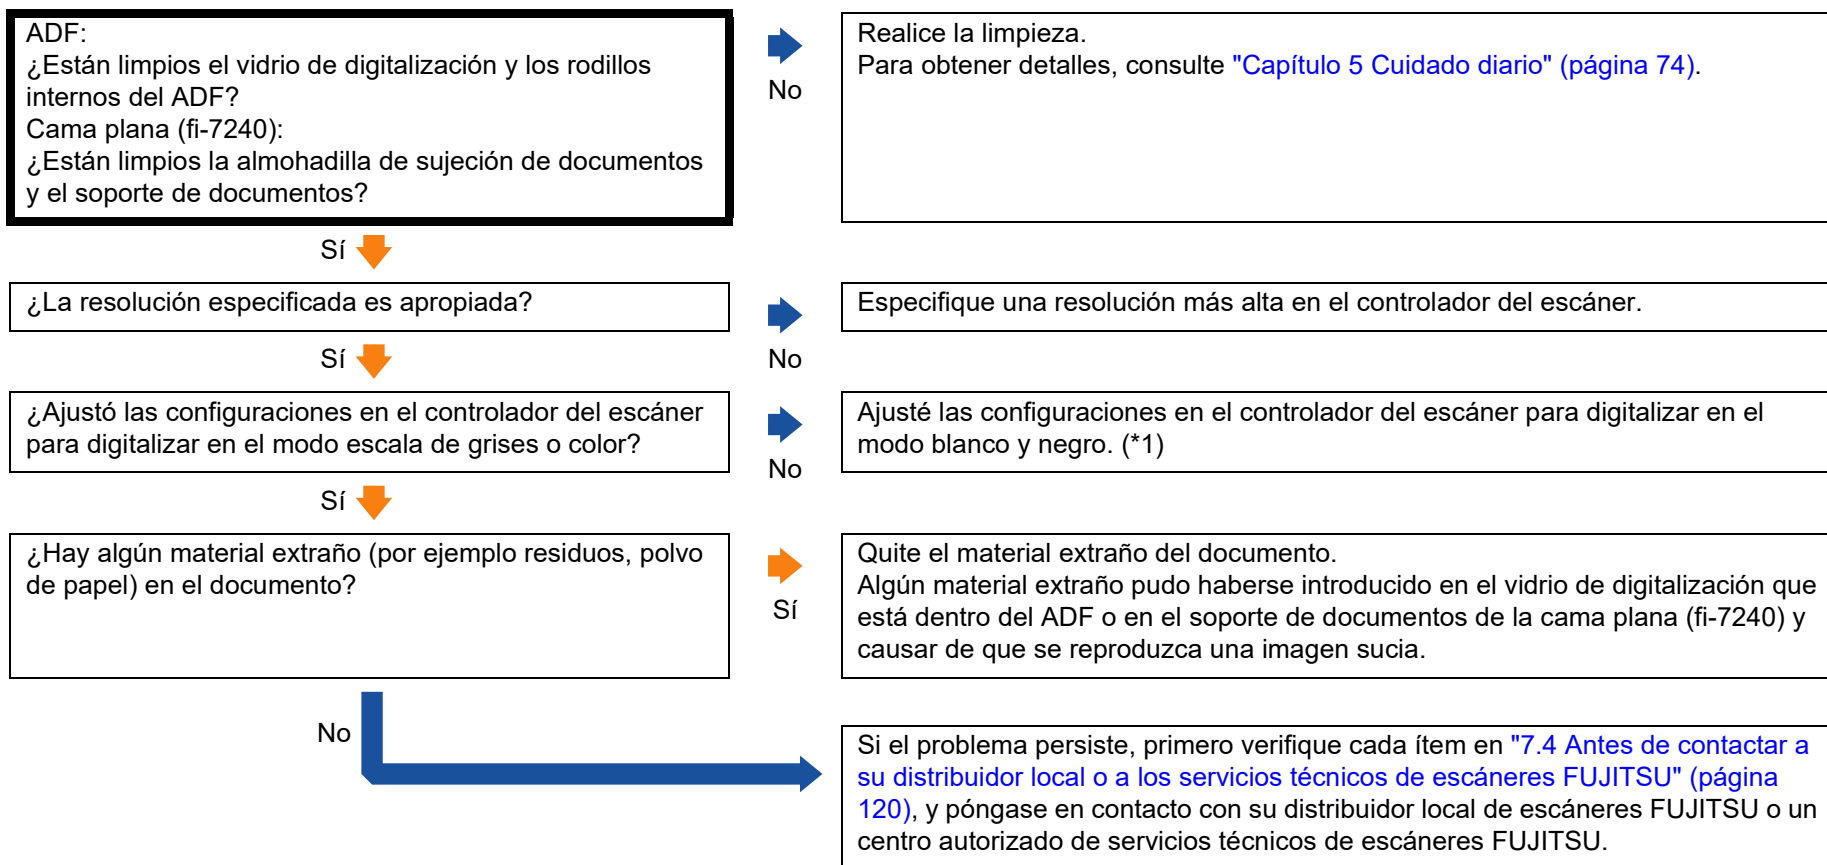 ADF:
¿Están limpios el vidrio de digitalización y los rodillos
internos del ADF?
Cama plana (fi-7240):
¿Están limpios la almohadilla de sujeción de documentos
y el soporte de documentos?
No
Realice la limpieza.
Para obtener detalles, consulte "Capítulo 5 Cuidado diario" (página 74).
Sí
¿La resolución especificada es apropiada?
No
Especifique una resolución más alta en el controlador del escáner.
Sí
¿Ajustó las configuraciones en el controlador del escáner
para digitalizar en el modo escala de grises o color?
No
Ajusté las configuraciones en el controlador del escáner para digitalizar en el
modo blanco y negro. (*1)
Sí
¿Hay algún material extraño (por ejemplo residuos, polvo
de papel) en el documento?
Sí
Quite el material extraño del documento.
Algún material extraño pudo haberse introducido en el vidrio de digitalización que
está dentro del ADF o en el soporte de documentos de la cama plana (fi-7240) y
causar de que se reproduzca una imagen sucia.
No
Si el problema persiste, primero verifique cada ítem en "7.4 Antes de contactar a
su distribuidor local o a los servicios técnicos de escáneres FUJITSU" (página
120), y póngase en contacto con su distribuidor local de escáneres FUJITSU o un
centro autorizado de servicios técnicos de escáneres FUJITSU.